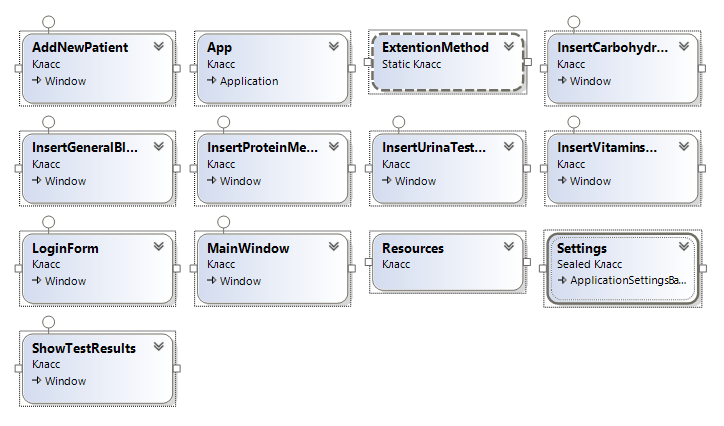 AddNewPatient
Класс
Window
App
Класс
Application
ExtentionMethod
Static Класс
InsertCarbohydr...
Класс
Window
InsertGeneralBl...
Класс
Window
InsertProteinMe...
Класс
Window
InsertUrinaTest...
Класс
Window
InsertVitamins...
Класс
Window
LoginForm
Класс
Window
MainWindow
Класс
Window
Resources
Класс
Settings
Sealed Класс
ApplicationSettingsBa...
ShowTestResults
Класс
Window